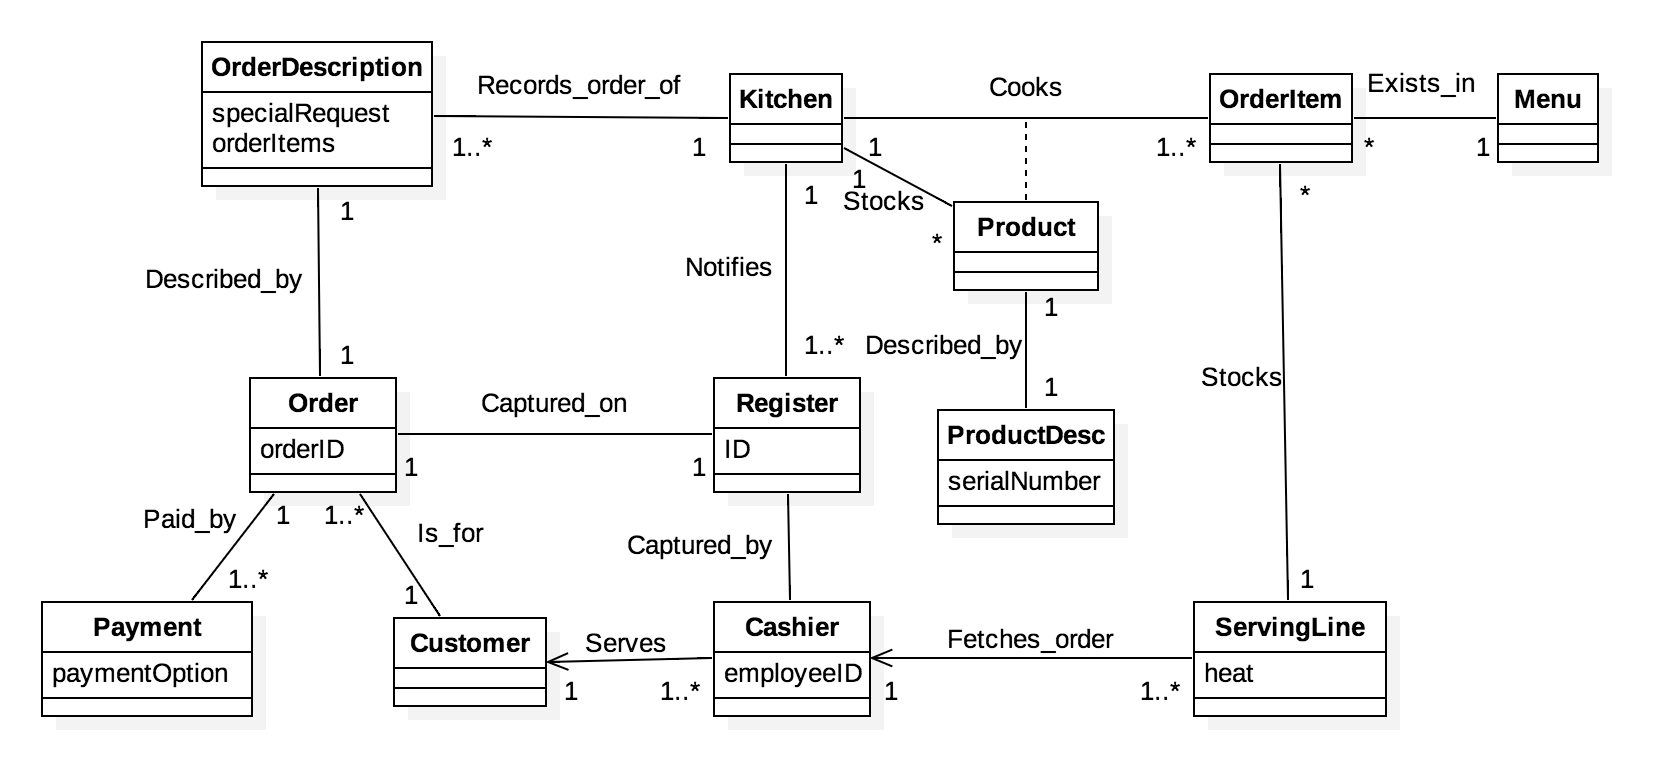 OrderDescription
specialRequest
orderItems
Records_order_of
1..*
1
Kitchen
Cooks
1
1..*
OrderItem
Exists_in
*
1
Menu
1
Stocks
*
Product
1
Described_by
1
ProductDesc
serialNumber
1
Described_by
1
1
Notifies
1..*
*
Stocks
1
Order
orderID
Captured_on
1
1
Register
ID
Paid_by
1
1..*
1..*
Is_for
1
Captured_by
Payment
paymentOption
Customer
Serves
1
1..*
Cashier
employeeID
Fetches_order
1
1..*
ServingLine
heat